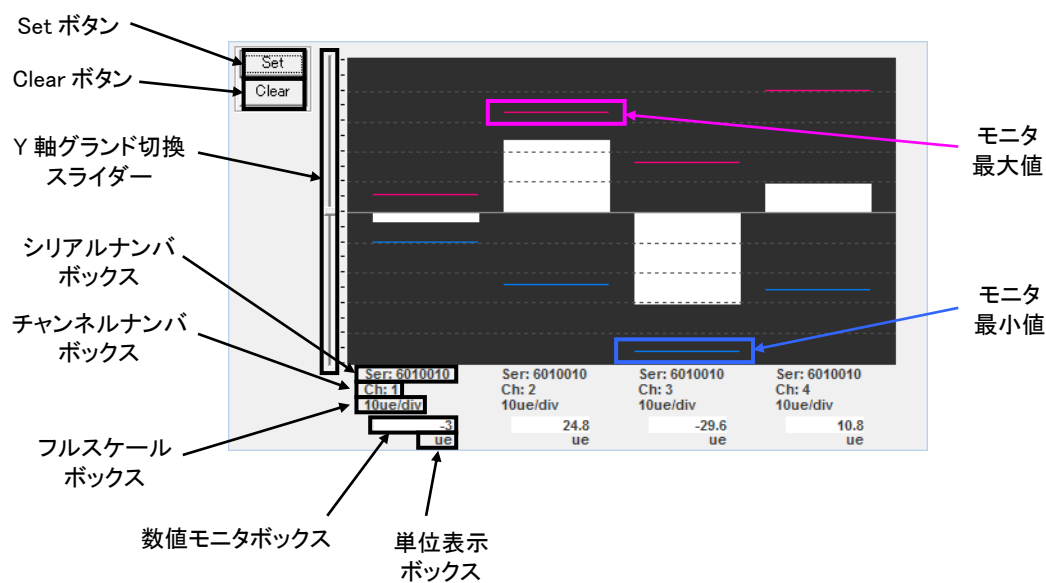 Set ボタン
Clear ボタン
Y 軸グランド切換
スライダー
シリアルナンバ
ボックス
チャンネルナンバ
ボックス
フルスケール
ボックス
数値モニタボックス
単位表示
ボックス
モニタ
最大値
モニタ
最小値
Set
Clear
Ser: 6010010 Ser: 6010010 Ser: 6010010 Ser: 6010010
Ch: 1 Ch: 2 Ch: 3 Ch: 4
10ue/div 10ue/div 10ue/div 10ue/div
-3 24.8 -29.6 10.8
ue ue ue ue